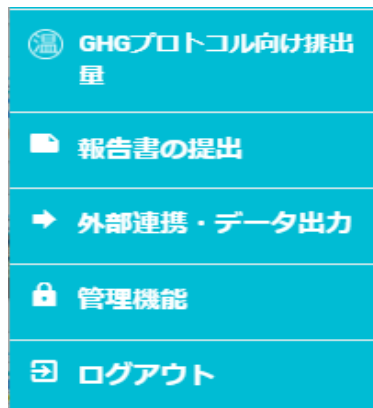 温 GHGプロトコル向け排出
量
報告書の提出
外部連携・データ出力
管理機能
ログアウト